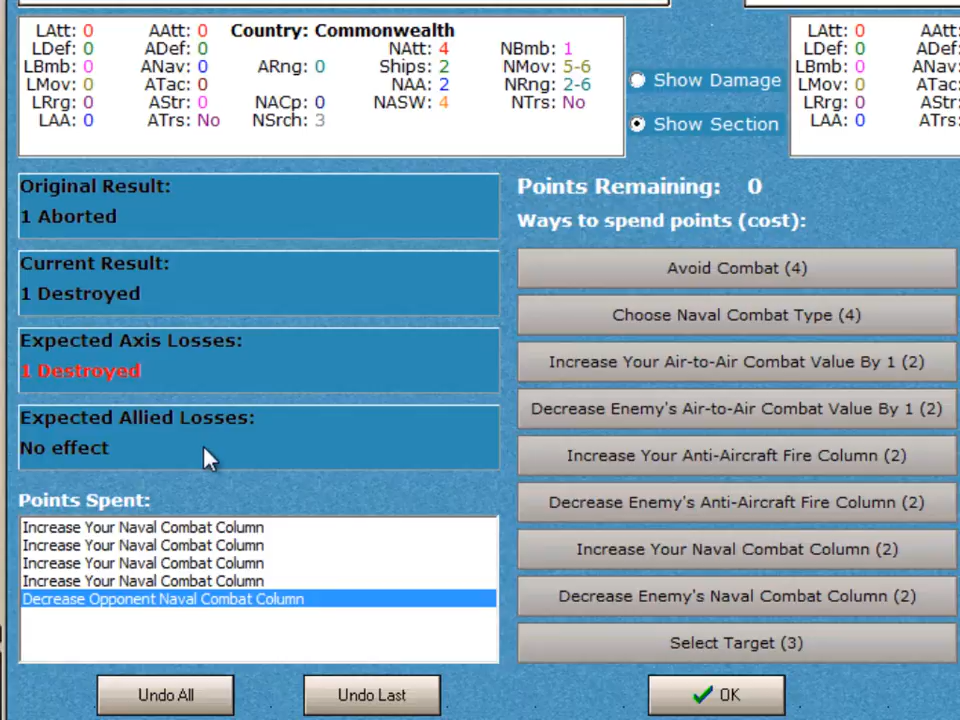 LAtt: 0 AAtt: 0 Country: Commonwealth
LDef: 0 ADef: 0 NAtt: 4 NBmb: 1
LBmb: 0 ANav: 0 ARng: 0 Ships: 2 NMov: 5-6
LMov: 0 ATac: 0 NAA: 2 NRng: 2-6
LRrg: 0 AStr: 0 NACp: 0 NASW: 4 NTrs: No
LAA: 0 ATrs: No NSrch: 3
Show Damage
Show Section
LAtt: 0 AAtt:
LDef: 0 ADef:
LBmb: 0 ANav:
LMov: 0 ATac:
LRrg: 0 AStr:
LAA: 0 ATrs:
Original Result:
1 Aborted
Current Result:
1 Destroyed
Expected Axis Losses:
1 Destroyed
Expected Allied Losses:
No effect
Points Spent:
Increase Your Naval Combat Column
Increase Your Naval Combat Column
Increase Your Naval Combat Column
Increase Your Naval Combat Column
Decrease Opponent Naval Combat Column
Undo All
Undo Last
Points Remaining: 0
Ways to spend points (cost):
Avoid Combat (4)
Choose Naval Combat Type (4)
Increase Your Air-to-Air Combat Value By 1 (2)
Decrease Enemy's Air-to-Air Combat Value By 1 (2)
Increase Your Anti-Aircraft Fire Column (2)
Decrease Enemy's Anti-Aircraft Fire Column (2)
Increase Your Naval Combat Column (2)
Decrease Enemy's Naval Combat Column (2)
Select Target (3)
OK